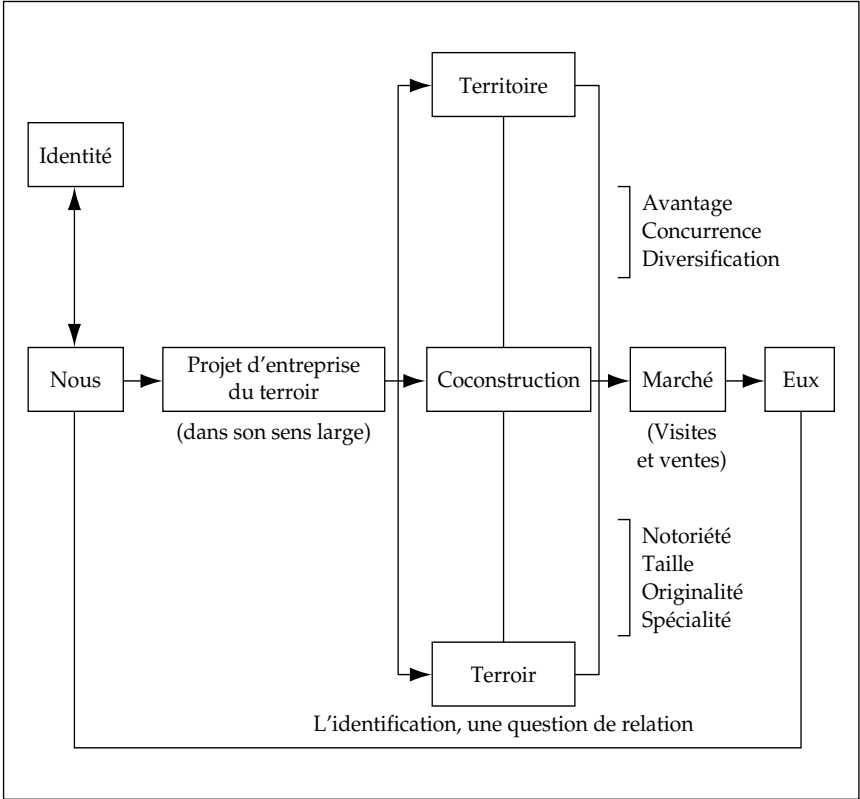 Territoire
Identité
Avantage
Concurrence
Diversification
Nous
Projet d'entreprise
du terroir
(dans son sens large)
Coconstruction
Marché
(Visites
et ventes)
Eux
Notoriété
Taille
Originalité
Spécialité
Terroir
L'identification, une question de relation